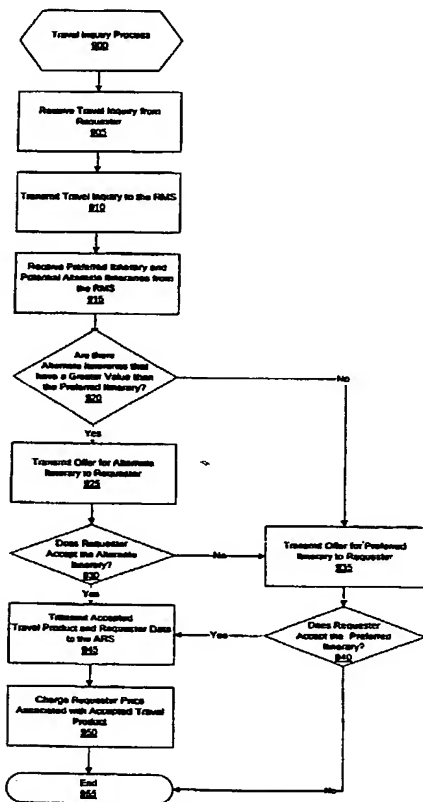 Travel Inquiry Process
900
Receive Travel Inquiry from
Requester
905
Transmit Travel Inquiry to the RMS
910
Receive Preferred Itinerary and
Potential Alternate Itineraries from
the RMS
915
Are there
Alternate Itineraries that
have a Greater Value than
the Preferred Itinerary?
920
No
Yes
Transmit Offer for Alternate
Itinerary to Requester
925
Does Requester
Accept the Alternate
Itinerary?
930
No
Transmit Offer for Preferred
Itinerary to Requester
935
Yes
Transmit Accepted
Travel Product and Requester Data
to the ARS
945
Yes
Does Requester
Accept the Preferred
Itinerary?
940
Charge Requester Price
Associated with Accepted Travel
Product
950
End
955
No